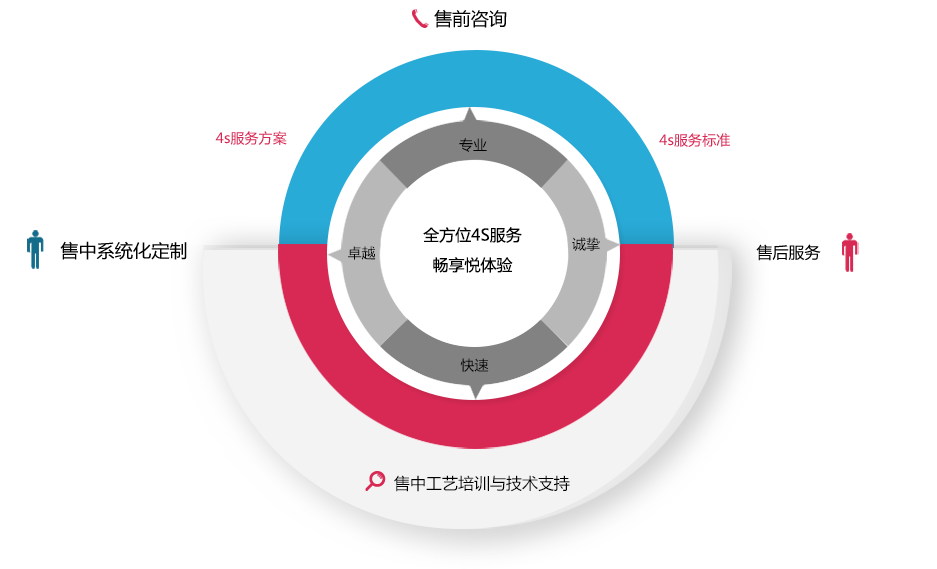 售前咨询
4s服务方案
4s服务标准
专业
售中系统化定制
卓越
全方位4S服务
畅享悦体验
诚挚
售后服务
快速
售中工艺培训与技术支持